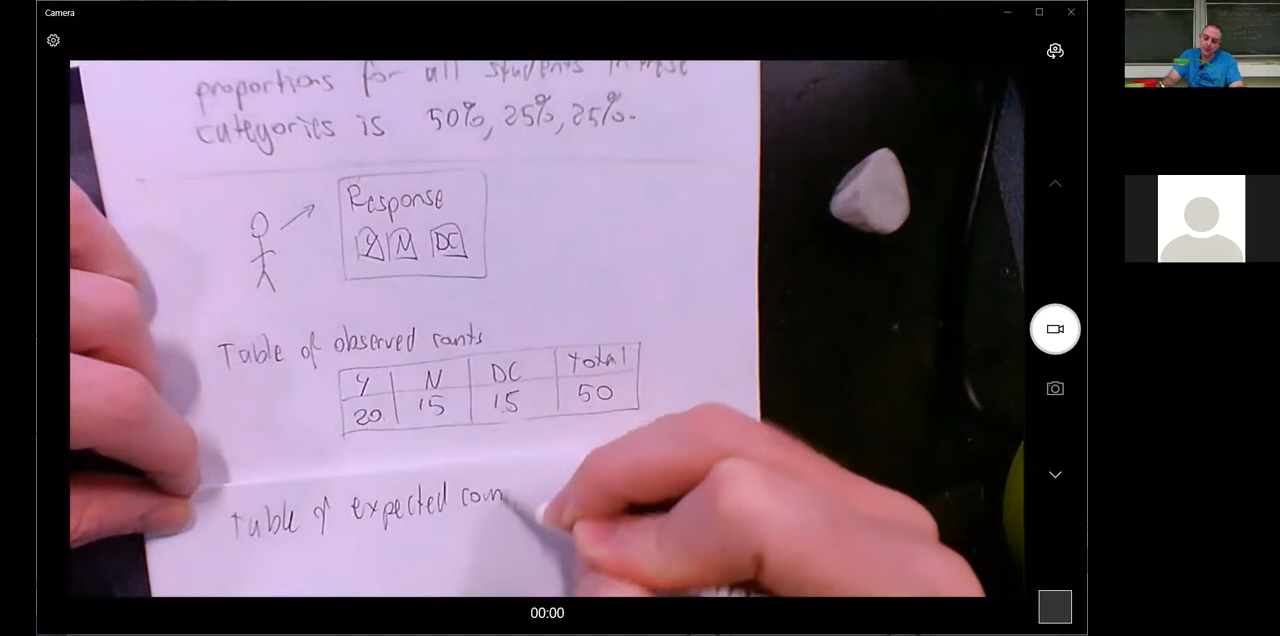 Camera
proportions for all students in these
categories is 50%, 25%, 25%.
Response
Y N DC
Table of observed counts
Y N DC Total
20 15 15 50
Table of expected coun
00:00